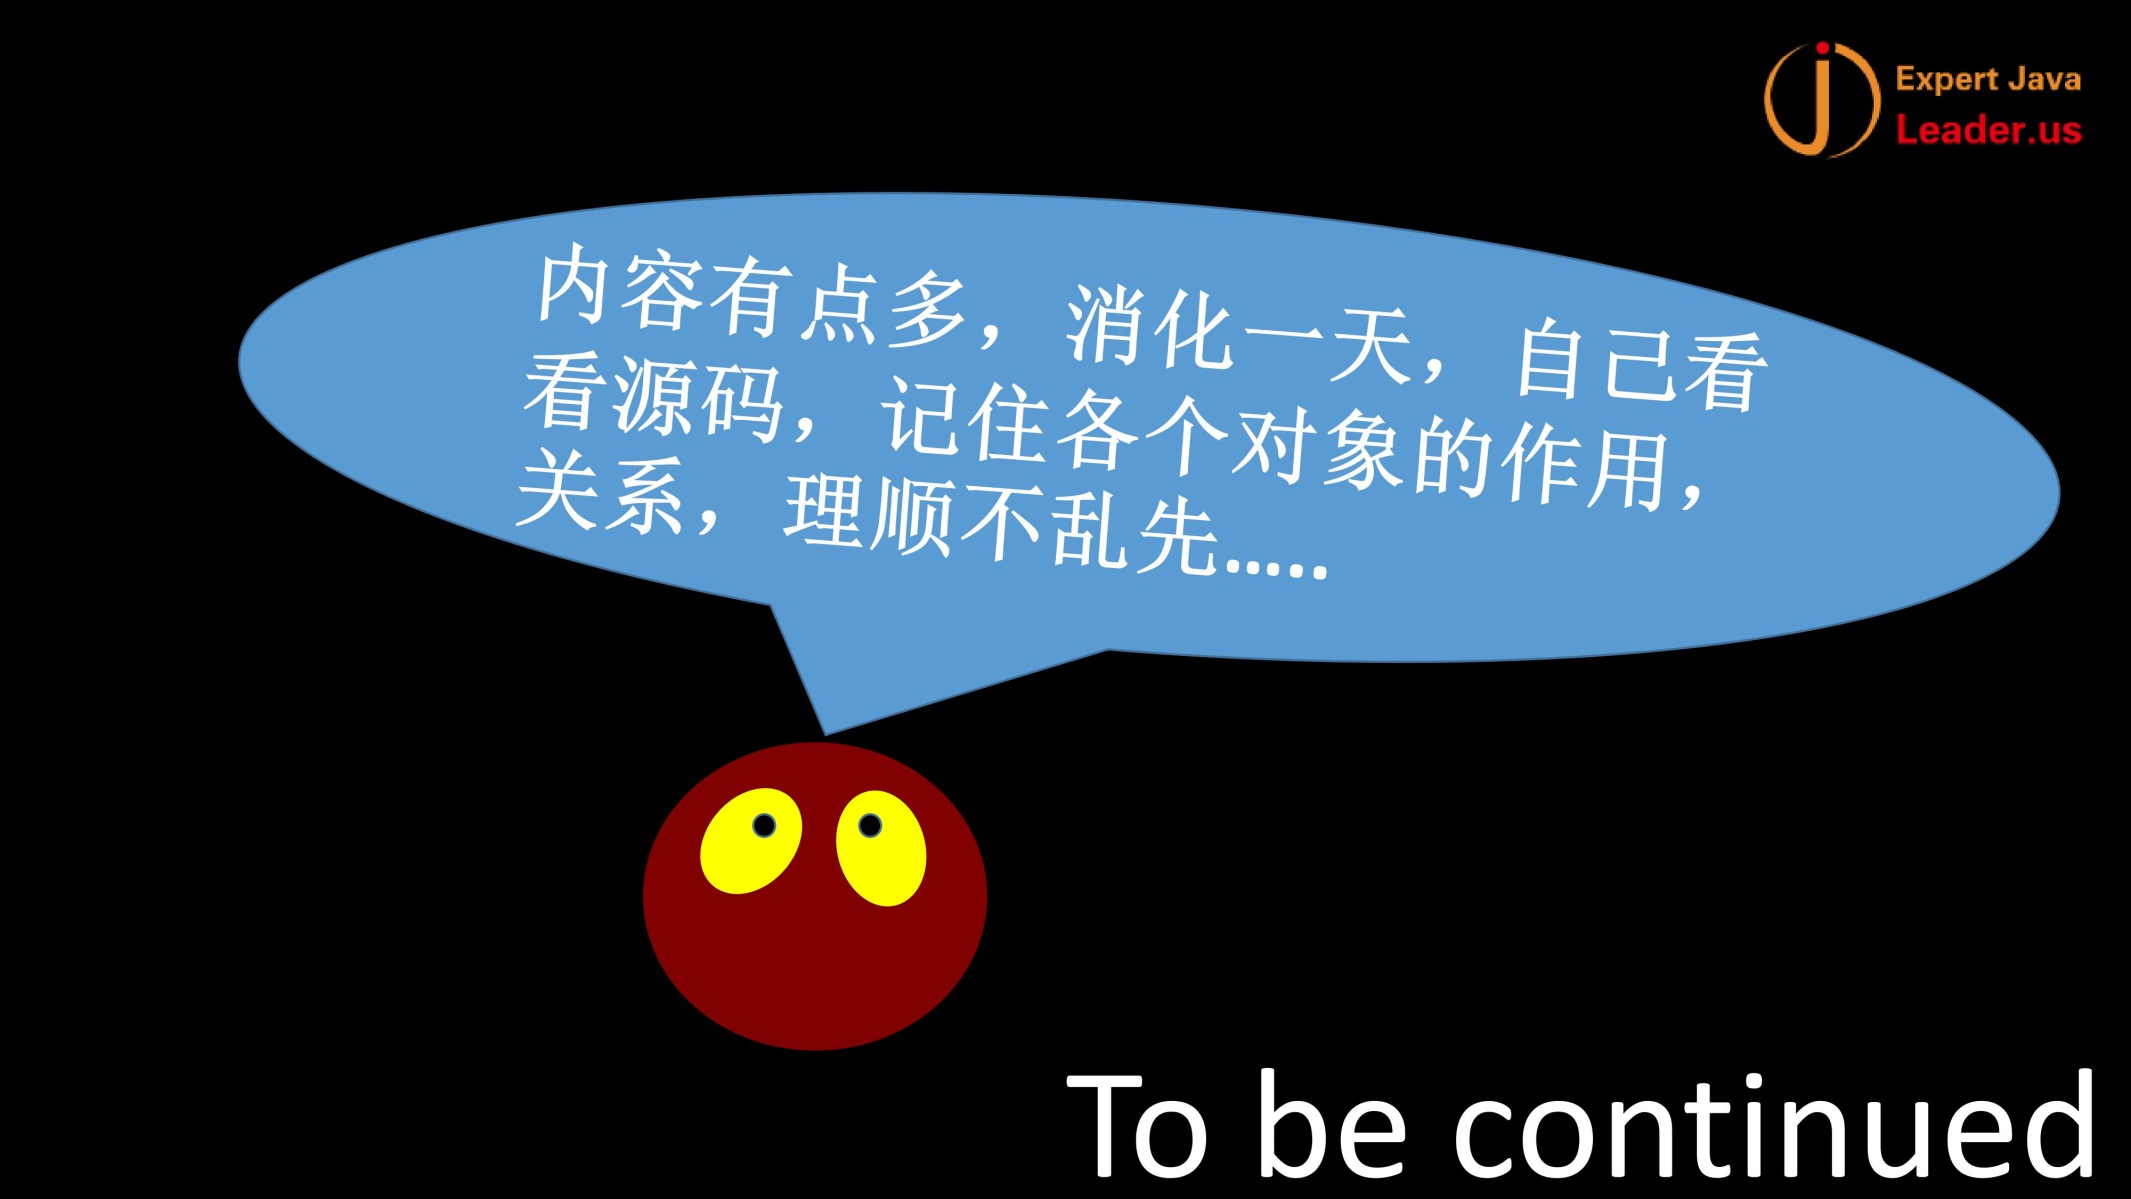 Expert Java
Leader.us
内容有点多，消化一天，自己看
看源码，记住各个对象的作用，
关系，理顺不乱先……
To be continued